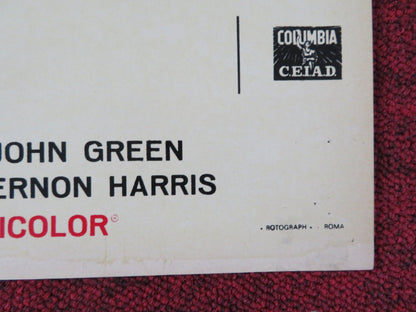 COLUMBIA
C.E.I.A.D.
JOHN GREEN
ERNON HARRIS
ICOLOR®
• ROTOGRAPH • ROMA